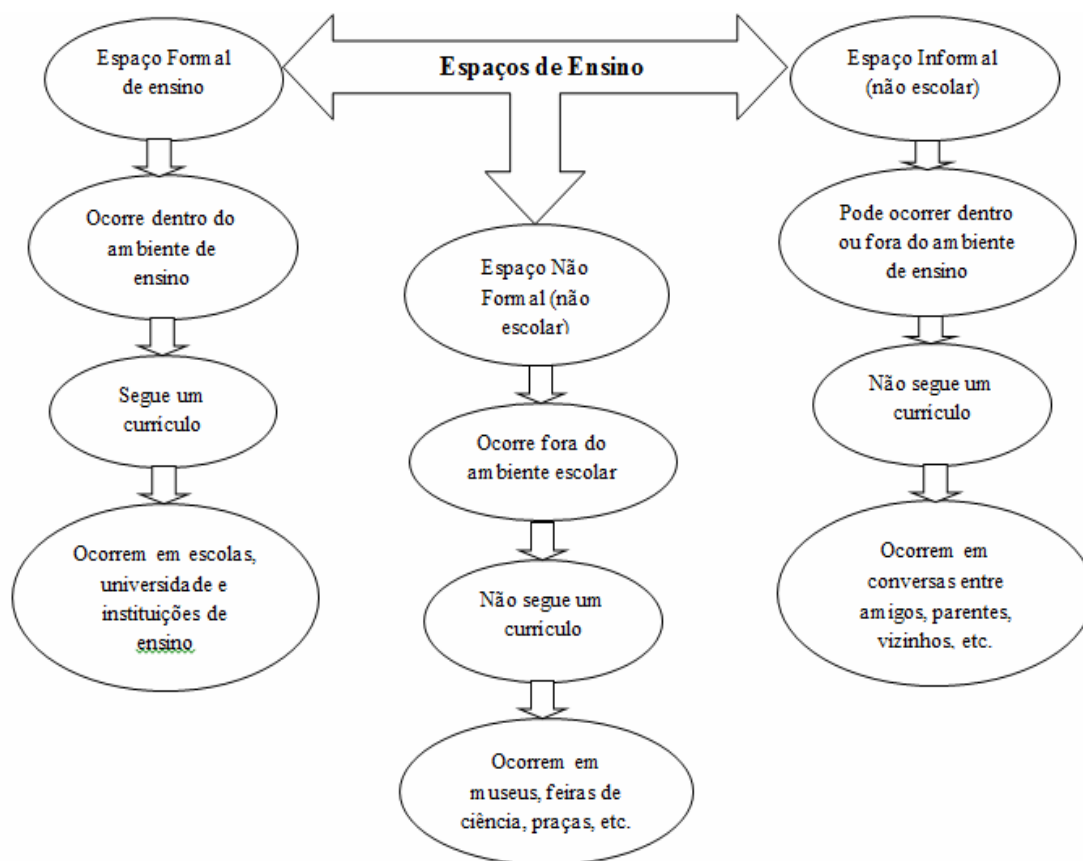 Espaços de Ensino
Espaço Formal
de ensino
Ocorre dentro do
ambiente de
ensino
Segue um
currículo
Ocorrem em escolas,
universidade e
instituições de
ensino
Espaço Não
Formal (não
escolar)
Ocorre fora do
ambiente escolar
Não segue um
currículo
Ocorrem em
museus, feiras de
ciência, praças, etc.
Espaço Informal
(não escolar)
Pode ocorrer dentro
ou fora do ambiente
de ensino
Não segue um
currículo
Ocorrem em
conversas entre
amigos, parentes,
vizinhos, etc.